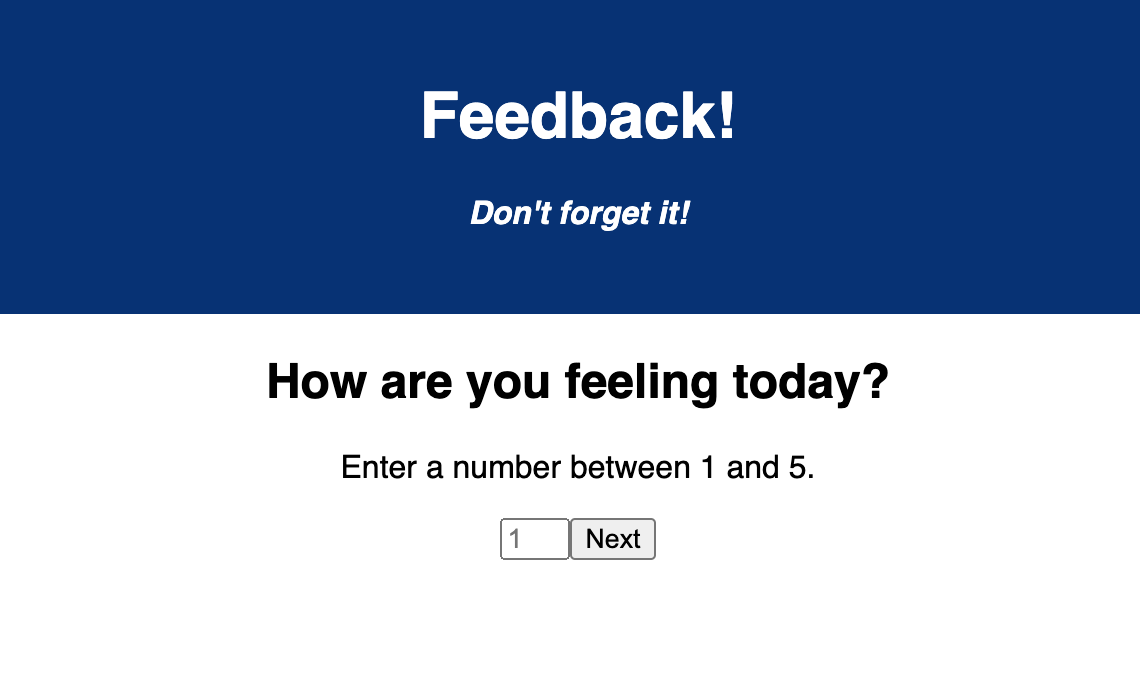 Feedback!
Don't forget it!
How are you feeling today?
Enter a number between 1 and 5.
1 Next